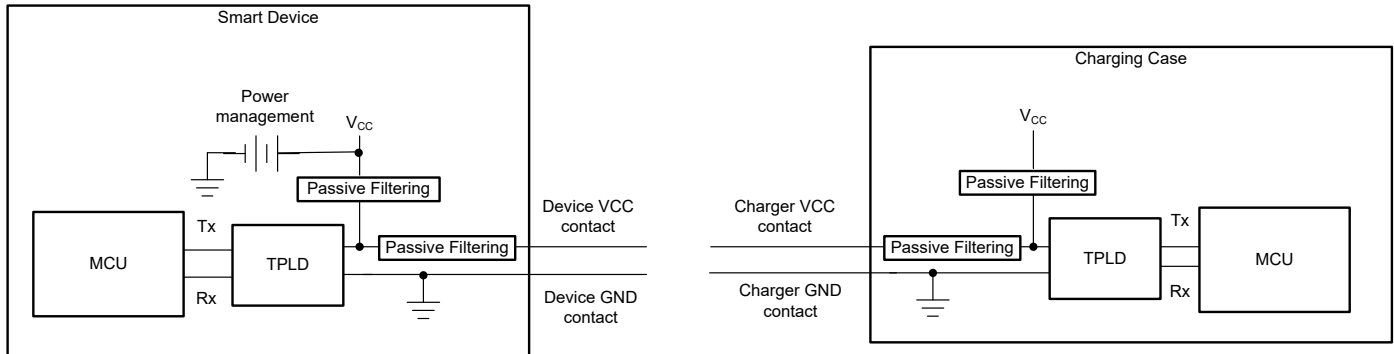 Smart Device
Power
management
VCC
Passive Filtering
Tx
MCU
TPLD
Passive Filtering
Rx
Device VCC
contact
Device GND
contact
Charging Case
VCC
Passive Filtering
Charger VCC
contact
Passive Filtering
TPLD
Tx
MCU
Rx
Charger GND
contact